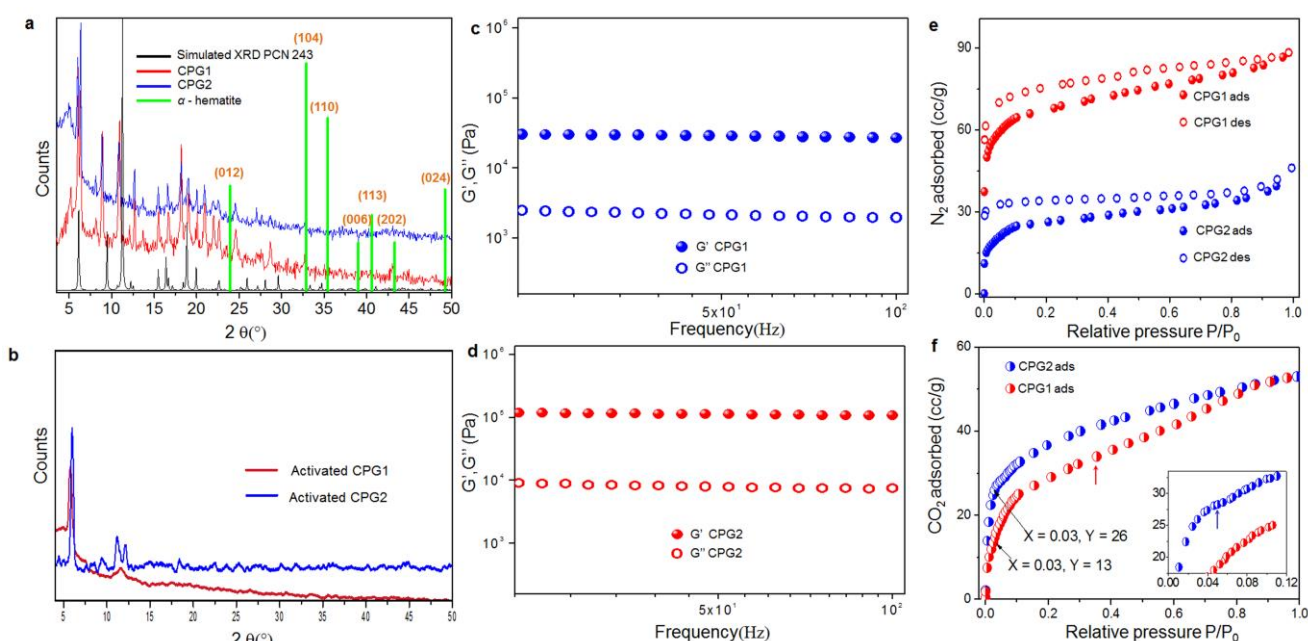 a
Simulated XRD PCN 243
CPG1
CPG2
α - hematite
(104)
(110)
(012)
(113)
(006)
(202)
(024)
Counts
5 10 15 20 25 30 35 40 45 50
2 θ(°)
b
Activated CPG1
Activated CPG2
Counts
5 10 15 20 25 30 35 40 45 50
2 θ(°)
c
10⁶
10⁵
10⁴
10³
G',G'' (Pa)
G' CPG1
G'' CPG1
5x10¹ 10²
Frequency(Hz)
d
10⁶
10⁵
10⁴
10³
G',G'' (Pa)
G' CPG2
G'' CPG2
5x10¹ 10²
Frequency(Hz)
e
90
60
30
0
N₂ adsorbed (cc/g)
CPG1 ads
CPG1 des
CPG2 ads
CPG2 des
0.0 0.2 0.4 0.6 0.8 1.0
Relative pressure P/P₀
f
60
40
20
0
CO₂ adsorbed (cc/g)
CPG2 ads
CPG1 ads
X = 0.03, Y = 26
X = 0.03, Y = 13
30
25
20
0.00 0.04 0.08 0.12
0.0 0.2 0.4 0.6 0.8 1.0
Relative pressure P/P₀